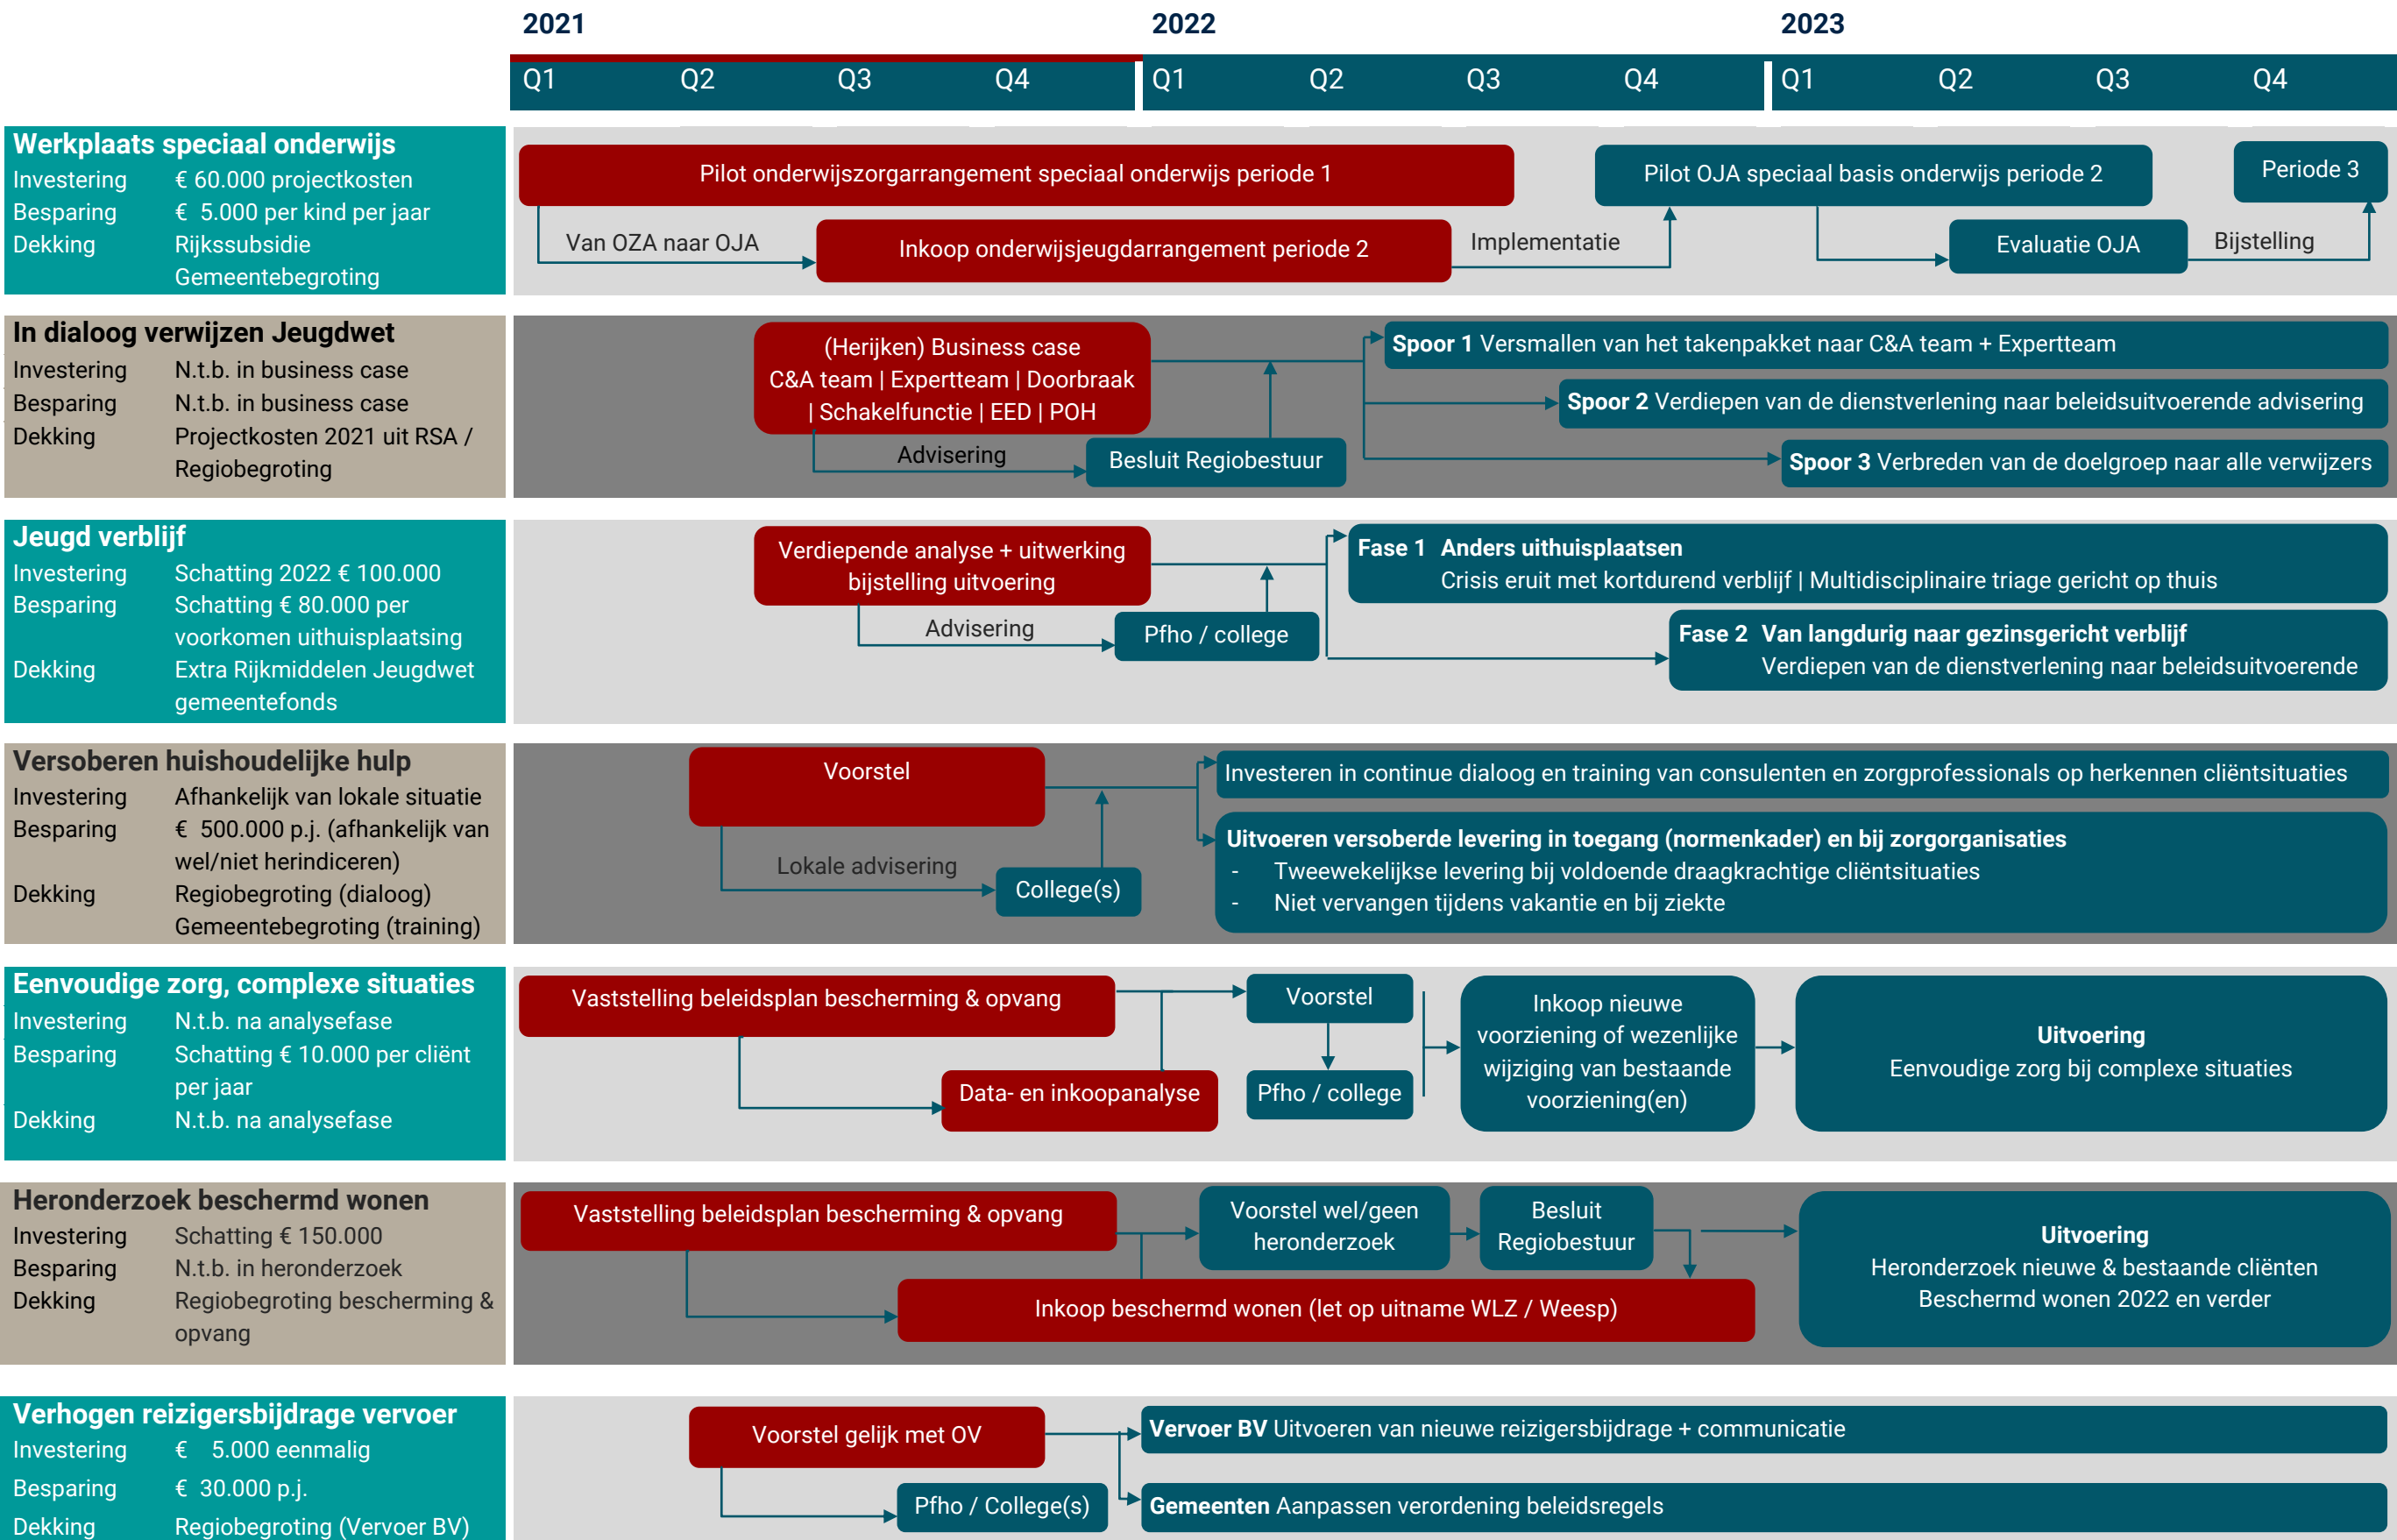 2021 2022 2023
Q1 Q2 Q3 Q4 Q1 Q2 Q3 Q4 Q1 Q2 Q3 Q4
Werkplaats speciaal onderwijs
Investering € 60.000 projectkosten
Besparing € 5.000 per kind per jaar
Dekking Rijkssubsidie
Gemeentebegroting
Pilot onderwijszorgarrangement speciaal onderwijs periode 1
Pilot OJA speciaal basis onderwijs periode 2
Periode 3
Van OZA naar OJA
Inkoop onderwijsjeugdarrangement periode 2
Implementatie
Evaluatie OJA
Bijstelling
In dialoog verwijzen Jeugdwet
Investering N.t.b. in business case
Besparing N.t.b. in business case
Dekking Projectkosten 2021 uit RSA /
Regiobegroting
(Herijken) Business case
C&A team | Expertteam | Doorbraak
| Schakelfunctie | EED | POH
Advisering
Besluit Regiobestuur
Spoor 1 Versmallen van het takenpakket naar C&A team + Expertteam
Spoor 2 Verdiepen van de dienstverlening naar beleidsuitvoerende advisering
Spoor 3 Verbreden van de doelgroep naar alle verwijzers
Jeugd verblijf
Investering Schatting 2022 € 100.000
Besparing Schatting € 80.000 per
voorkomen uithuisplaatsing
Dekking Extra Rijkmiddelen Jeugdwet
gemeentefonds
Verdiepende analyse + uitwerking
bijstelling uitvoering
Advisering
Pfho / college
Fase 1 Anders uithuisplaatsen
Crisis eruit met kortdurend verblijf | Multidisciplinaire triage gericht op thuis
Fase 2 Van langdurig naar gezinsgericht verblijf
Verdiepen van de dienstverlening naar beleidsuitvoerende
Versoberen huishoudelijke hulp
Investering Afhankelijk van lokale situatie
Besparing € 500.000 p.j. (afhankelijk van
wel/niet herindiceren)
Dekking Regiobegroting (dialoog)
Gemeentebegroting (training)
Voorstel
Lokale advisering
College(s)
Investeren in continue dialoog en training van consulenten en zorgprofessionals op herkennen cliëntsituaties
Uitvoeren versoberde levering in toegang (normenkader) en bij zorgorganisaties
- Tweewekelijkse levering bij voldoende draagkrachtige cliëntsituaties
- Niet vervangen tijdens vakantie en bij ziekte
Eenvoudige zorg, complexe situaties
Investering N.t.b. na analysefase
Besparing Schatting € 10.000 per cliënt
per jaar
Dekking N.t.b. na analysefase
Vaststelling beleidsplan bescherming & opvang
Data- en inkoopanalyse
Voorstel
Pfho / college
Inkoop nieuwe
voorziening of wezenlijke
wijziging van bestaande
voorziening(en)
Uitvoering
Eenvoudige zorg bij complexe situaties
Heronderzoek beschermd wonen
Investering Schatting € 150.000
Besparing N.t.b. in heronderzoek
Dekking Regiobegroting bescherming &
opvang
Vaststelling beleidsplan bescherming & opvang
Voorstel wel/geen
heronderzoek
Besluit
Regiobestuur
Inkoop beschermd wonen (let op uitname WLZ / Weesp)
Uitvoering
Heronderzoek nieuwe & bestaande cliënten
Beschermd wonen 2022 en verder
Verhogen reizigersbijdrage vervoer
Investering € 5.000 eenmalig
Besparing € 30.000 p.j.
Dekking Regiobegroting (Vervoer BV)
Voorstel gelijk met OV
Pfho / College(s)
Vervoer BV Uitvoeren van nieuwe reizigersbijdrage + communicatie
Gemeenten Aanpassen verordening beleidsregels